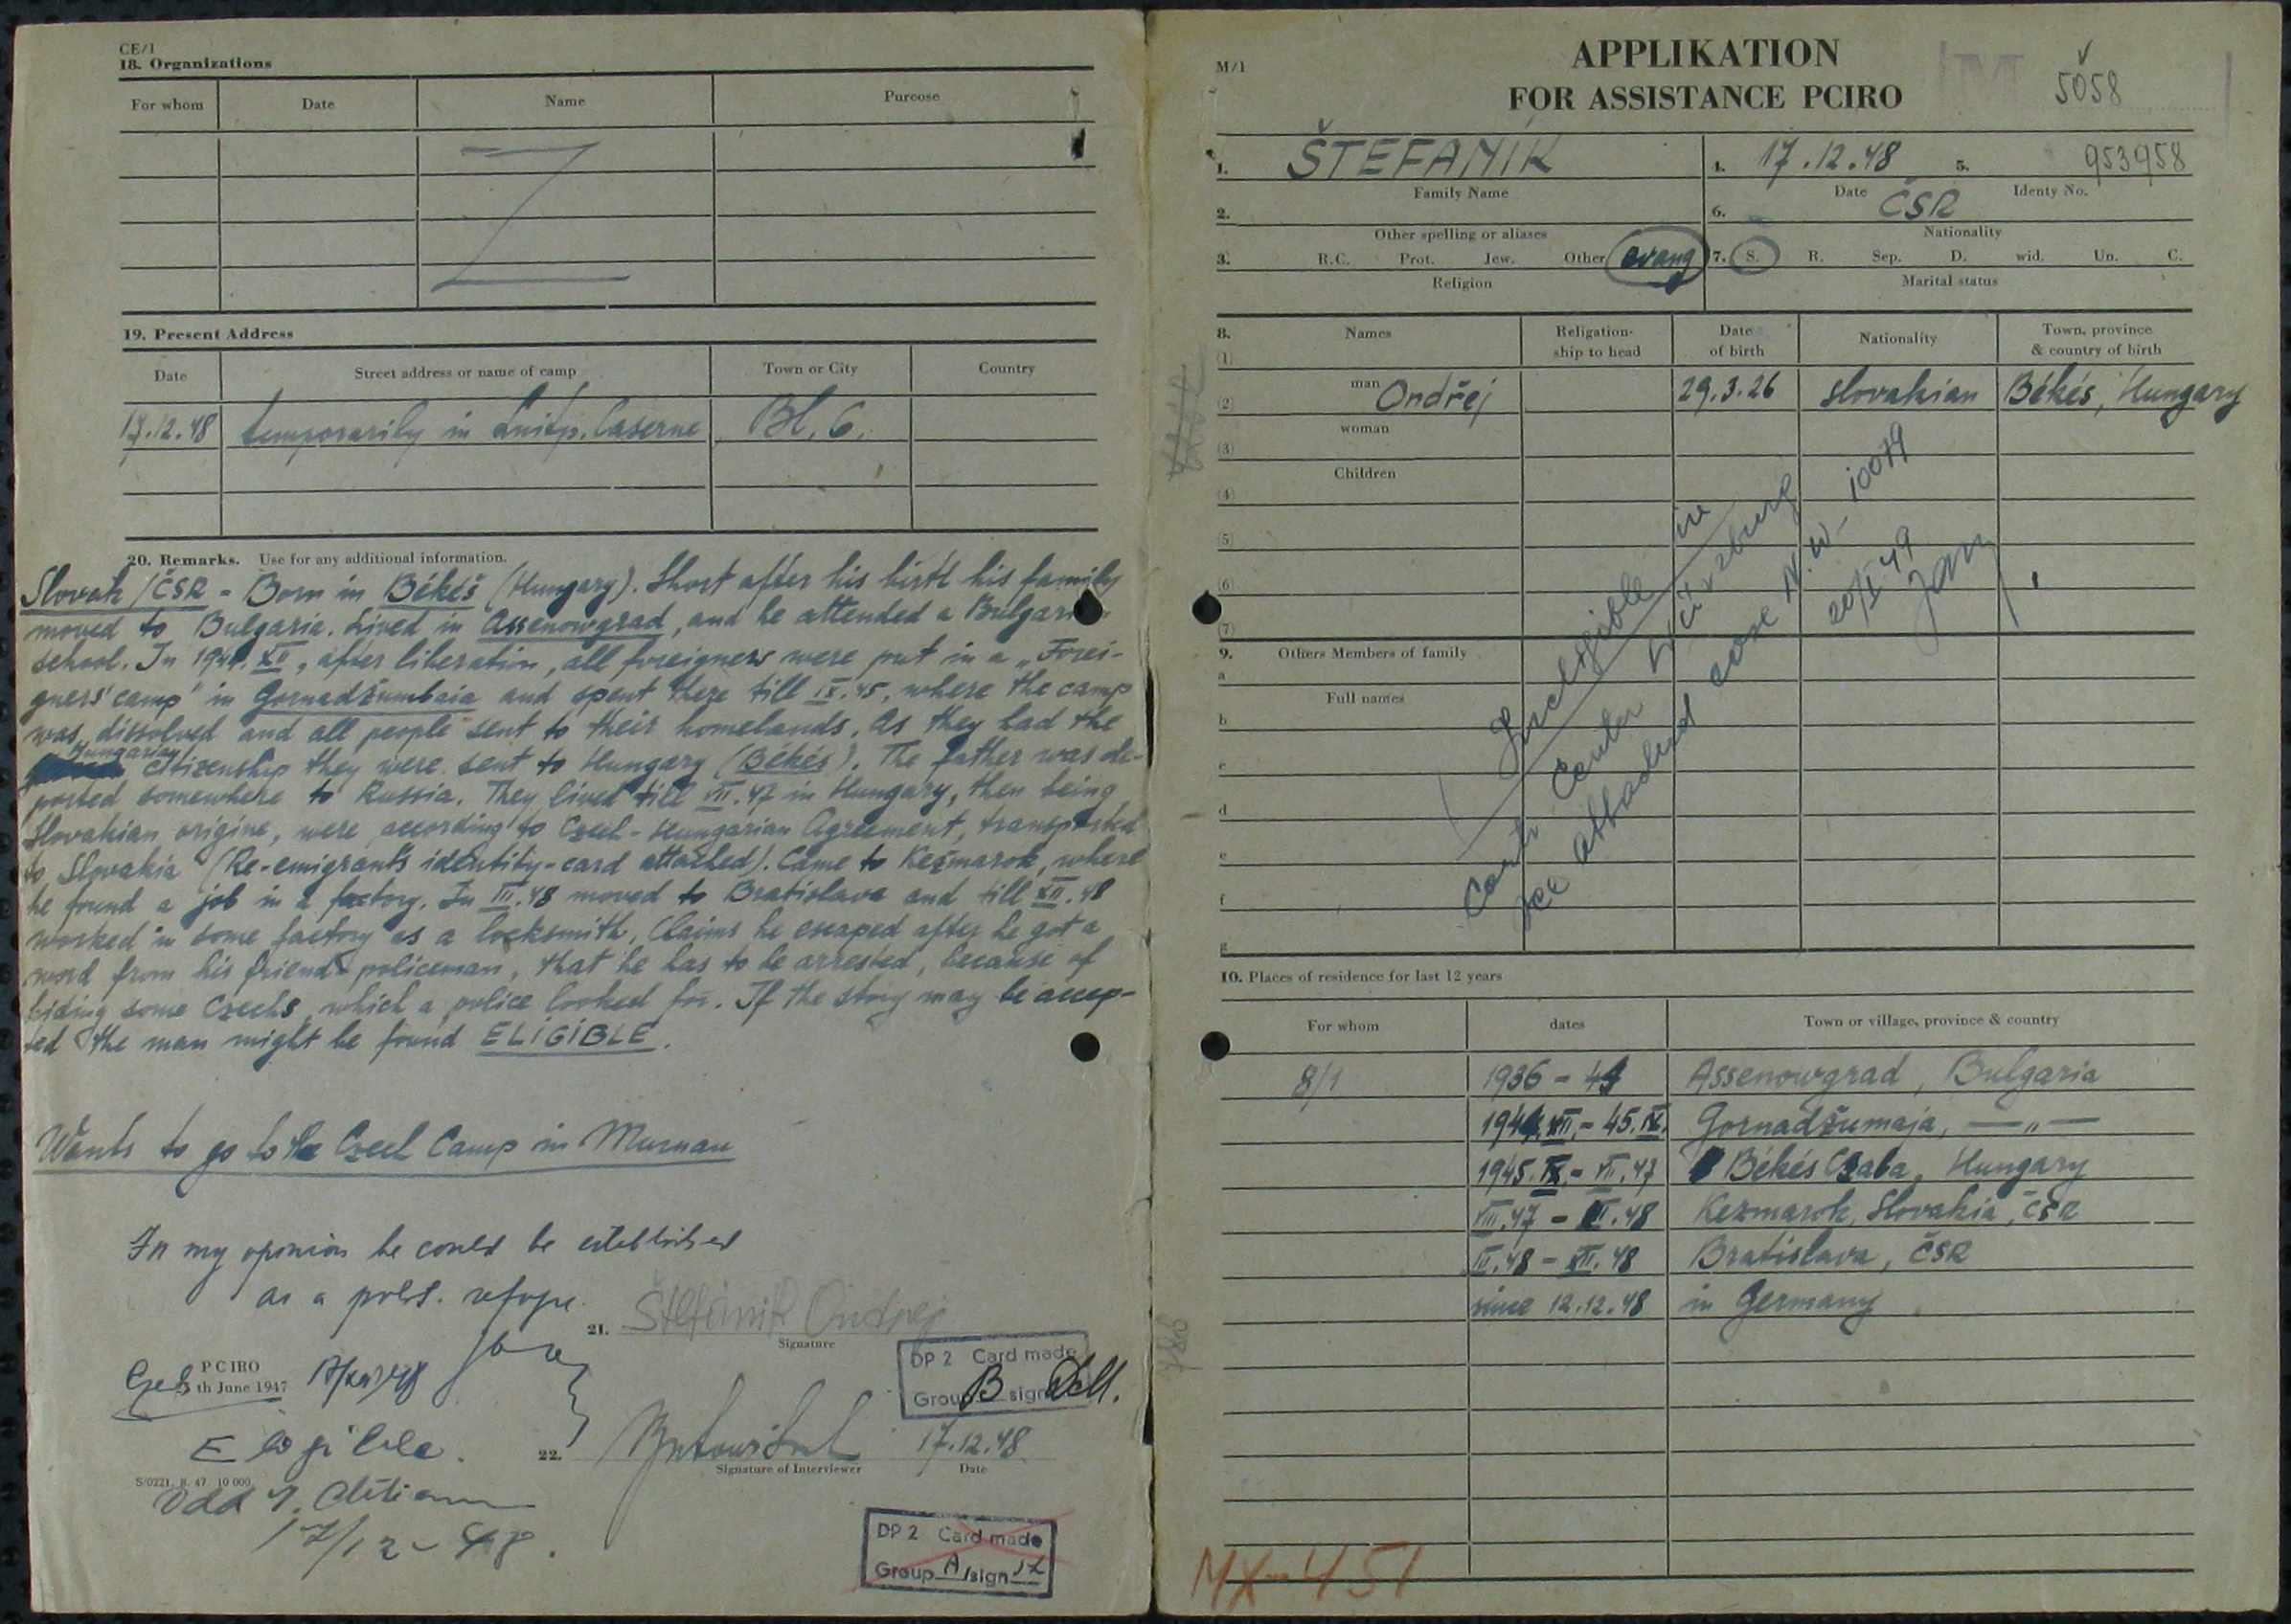 CE/1
18. Organizations
For whom Date Name Purcose
19. Present Address
Date Street address or name of camp Town or City Country
17.12.48 temporarily in Luitp. Caserne Bl. 6.
20. Remarks. Use for any additional information.
Slovak /ČSR - Born in Békéš (Hungary). Short after his birth his family
moved to Bulgaria. Lived in Assenowgrad, and he attended a Bulgarian
school. In 1944. XII, after liberation, all foreigners were put in a „Forei-
gners' camp" in Gornadžumbaia and spent there till IX.45, where the camp
was dissolved and all people sent to their homelands. As they had the
Hungarian citizenship they were sent to Hungary (Békés). The father was de-
ported somewhere to Russia. They lived till VII.47 in Hungary, then being
Slovakian origine, were according to Czech-Hungarian Agreement, transported
to Slovakia (Re-emigrants identity-card attached). Came to Kežmarok, where
he found a job in a factory. In III.48 moved to Bratislava and till XII.48
worked in some factory as a locksmith. Claims he escaped after he got a
word from his friend policeman, that he has to be arrested, because of
hiding some Czechs, which a police looked for. If the story may be accep-
ted the man might be found ELIGIBLE.
Wants to go to the Czech Camp in Murnau
In my opinion he could be established
as a polit. refugee.
21. Štefánik Ondrej
Signature
PCIRO
th June 1947
DP 2 Card made
Group B sign
Eligible.
22. 17.12.48
Signature of Interviewer Date
S/0221. 8. 47. 10 000.
17/12-48.
DP 2 Card made
Group A sign
M/1
APPLIKATION
FOR ASSISTANCE PCIRO
M
5058
1. ŠTEFANIK 4. 17.12.48 5. 953958
Family Name Date Identy No.
2. 6. ČSR
Other spelling or aliases Nationality
3. R.C. Prot. Jew. Other evang 7. S. R. Sep. D. wid. Un. C.
Religion Marital status
8. Names Religation-ship to head Date of birth Nationality Town, province & country of birth
(1)
man Ondřej 29.3.26 slovakian Békés, Hungary
(2)
woman
(3)
Children
(4)
(5)
(6)
(7)
Ineligible in
Contr Center Würzburg
see attached case N.W. 10079
20/I 49
9. Others Members of family
a
Full names
b
c
d
e
f
g
10. Places of residence for last 12 years
For whom dates Town or village, province & country
8/1 1936 - 44 Assenowgrad, Bulgaria
1944.XII. - 45.IX. Gornadžumaja, —„—
1945.IX. - VII.47 Békés Csaba, Hungary
VIII.47 - III.48 Kezmarok, Slovakia, ČSR
III.48 - XII.48 Bratislava, ČSR
since 12.12.48 in Germany
MX-451